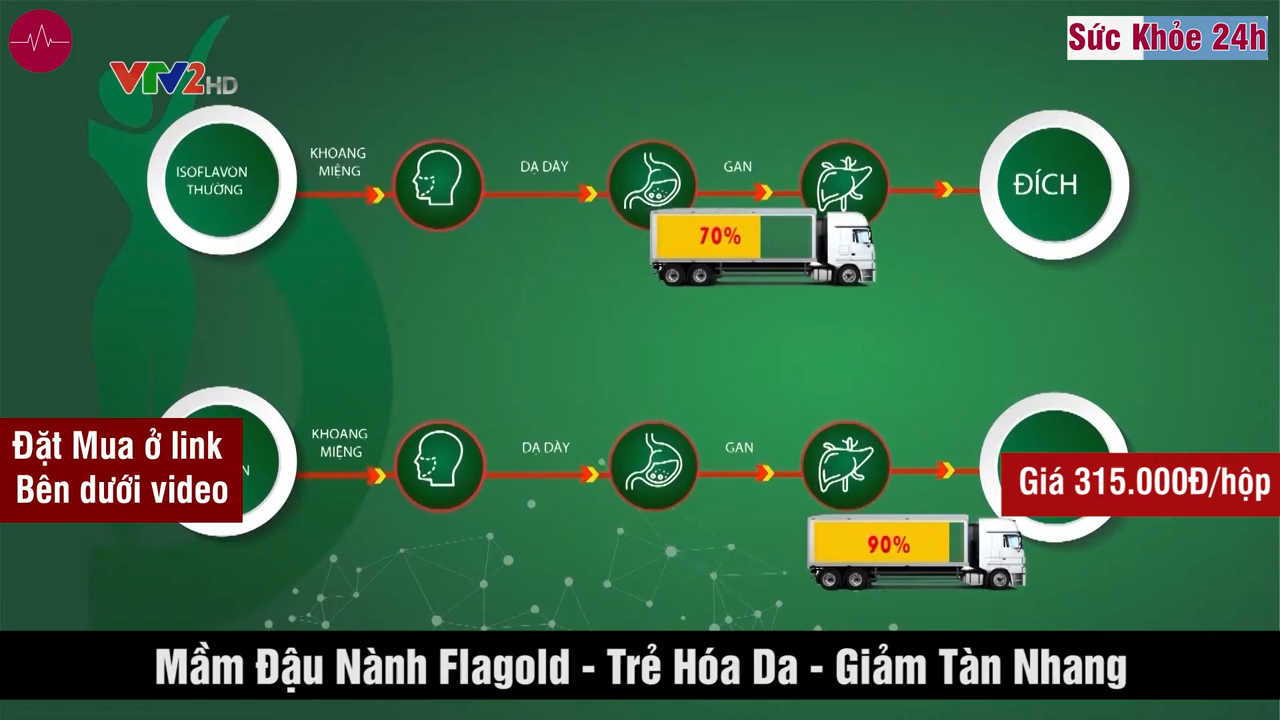 Sức Khỏe 24h
VTV2HD
ISOFLAVON
THƯỜNG
KHOANG
MIỆNG
DẠ DÀY
GAN
ĐÍCH
70%
Đặt Mua ở link
Bên dưới video
KHOANG
MIỆNG
DẠ DÀY
GAN
Giá 315.000Đ/hộp
90%
Mầm Đậu Nành Flagold - Trẻ Hóa Da - Giảm Tàn Nhang